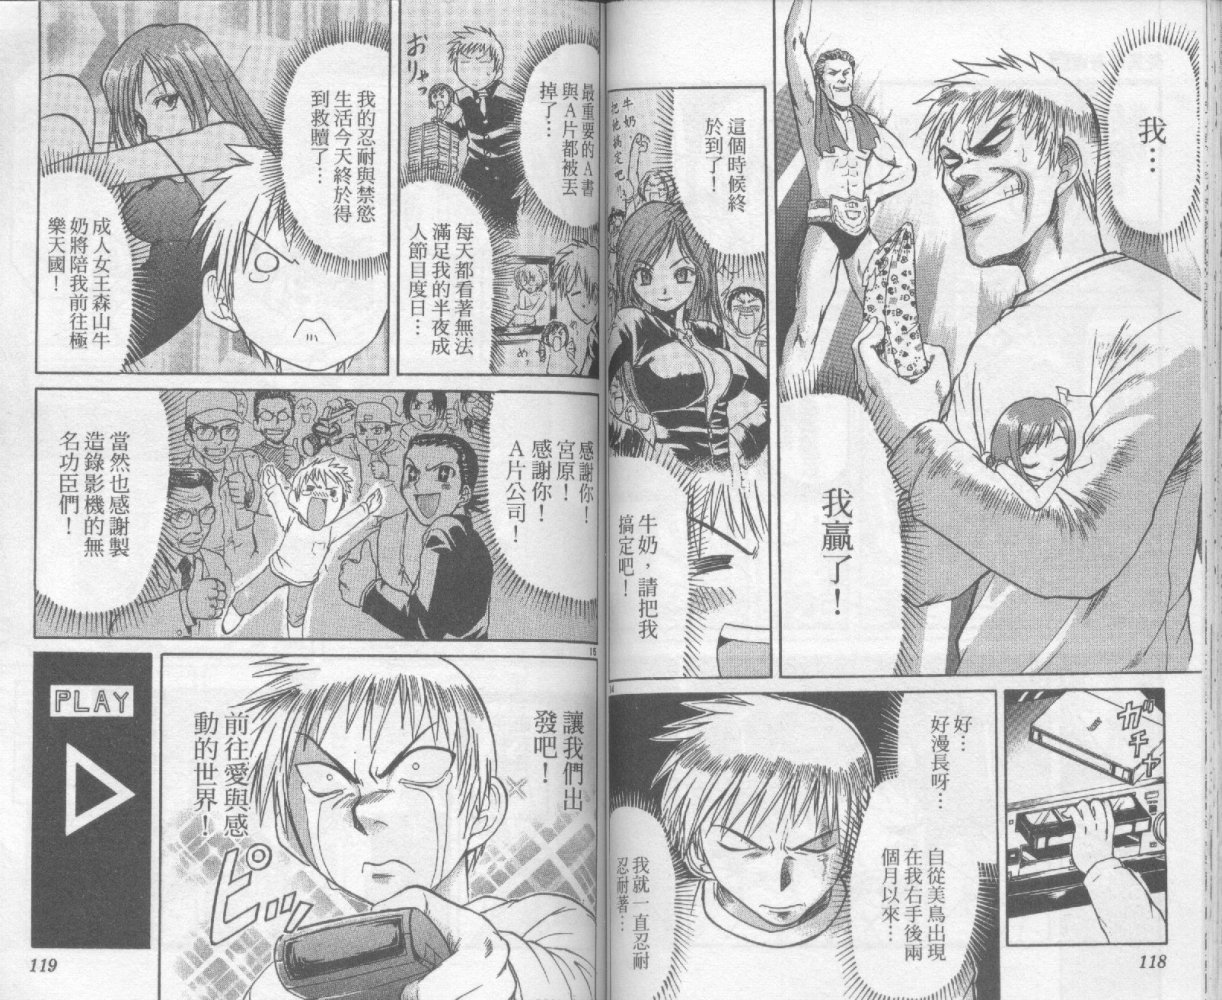 我…
我贏了！
這個時候終
於到了！
牛奶，請把我
搞定吧！
牛奶
把他搞定吧！
ガチャ
好…
好漫長呀…
自從美鳥出現
在我右手後兩
個月以來…
我就一直忍耐
忍耐著…
118
14
最重要的A書
與A片都被丟
掉了…
おりゃっ
每天都看著無法
滿足我的半夜成
人節目度日…
め？
我的忍耐與禁慾
生活今天終於得
到救贖了…
成人女王森山牛
奶將陪我前往極
樂天國！
感謝你！
宮原！
感謝你！
A片公司！
當然也感謝製
造錄影機的無
名功臣們！
15
讓我們出
發吧！
前往愛與感
動的世界！
ピッ
PLAY
119